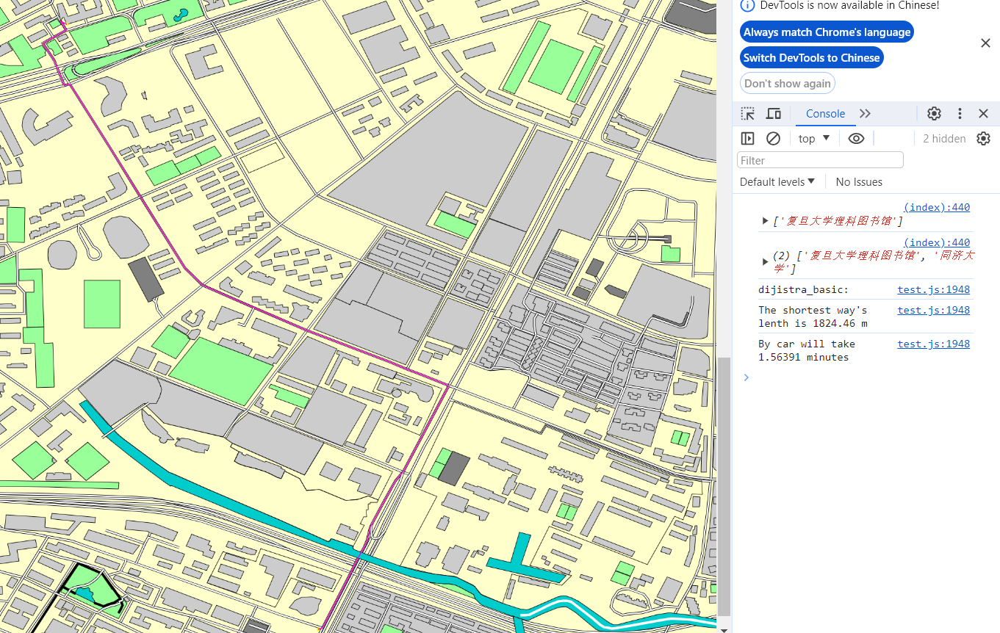 DevTools is now available in Chinese!
Always match Chrome's language
Switch DevTools to Chinese
Don't show again
Console
top
2 hidden
Filter
Default levels
No Issues
(index):440
['复旦大学理科图书馆']
(index):440
(2) ['复旦大学理科图书馆', '同济大
学']
dijistra_basic:
test.js:1948
The shortest way's
test.js:1948
lenth is 1824.46 m
By car will take
test.js:1948
1.56391 minutes